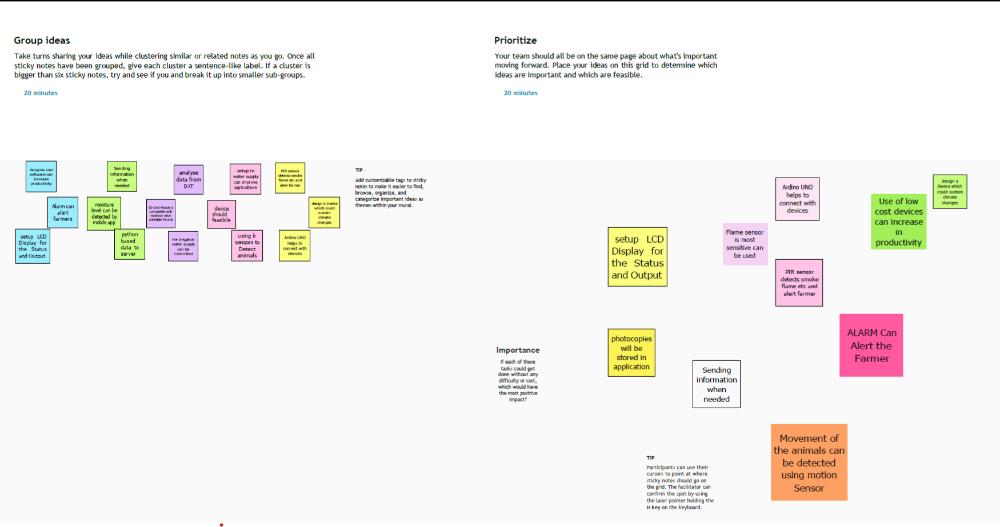 Group ideas
Take turns sharing your ideas while clustering similar or related notes as you go. Once all
sticky notes have been grouped, give each cluster a sentence-like label. If a cluster is
bigger than six sticky notes, try and see if you and break it up into smaller sub-groups.
20 minutes
Using low cost
software can
increase
productivity
Sending
information
when
needed
analyse
data from
IOT
setup in
water supply
can improve
agriculture
PIR sensor
detects smoke
flame etc and
alert farmer
Alarm can
alert
farmers
moisture
level can be
detected by
mobile app
SD Card Module is
compatible with
maximum micro
controllers forums
device
should
feasibile
design a Device
which could
sustain
climate
changes
setup LCD
Display for
the Status
and Output
python
based
data to
server
For Irrigation
water supply
can be
Controlled
using Ir
sensors to
Detect
animals
Ardino UNO
helps to
connect with
devices
TIP
Add customizable tags to sticky
notes to make it easier to find,
browse, organize, and
categorize important ideas as
themes within your mural.
Prioritize
Your team should all be on the same page about what's important
moving forward. Place your ideas on this grid to determine which
ideas are important and which are feasible.
20 minutes
design a
Device which
could sustain
climate
changes
Ardino UNO
helps to
connect with
devices
Use of low
cost devices
can increase
in
productivity
Flame sensor
is most
sensitive can
be used
setup LCD
Display for
the Status
and Output
PIR sensor
detects smoke
flame etc and
alert farmer
ALARM Can
Alert the
Farmer
photocopies
will be
stored in
application
Importance
If each of these
tasks could get
done without any
difficulty or cost,
which would have
the most positive
impact?
Sending
information
when
needed
Movement of
the animals can
be detected
using motion
Sensor
TIP
Participants can use their
cursors to point at where
sticky notes should go on
the grid. The facilitator can
confirm the spot by using
the laser pointer holding the
H key on the keyboard.